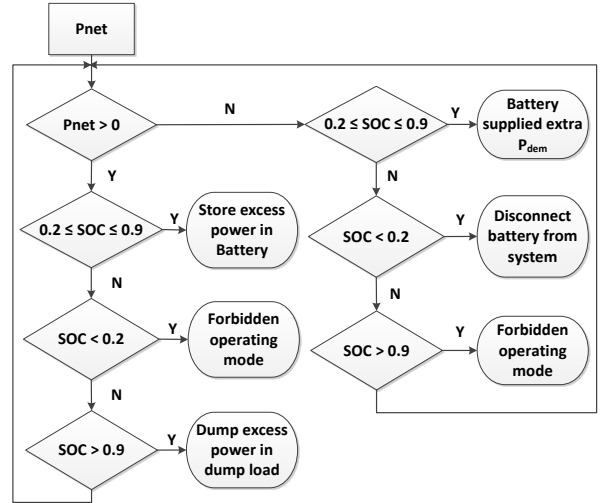 Pnet
Pnet > 0
N
0.2 ≤ SOC ≤ 0.9
Y
Battery
supplied extra
Pdem
Y
N
0.2 ≤ SOC ≤ 0.9
Y
Store excess
power in
Battery
SOC < 0.2
Y
Disconnect
battery from
system
N
N
SOC < 0.2
Y
Forbidden
operating
mode
SOC > 0.9
Y
Forbidden
operating
mode
N
SOC > 0.9
Y
Dump excess
power in
dump load